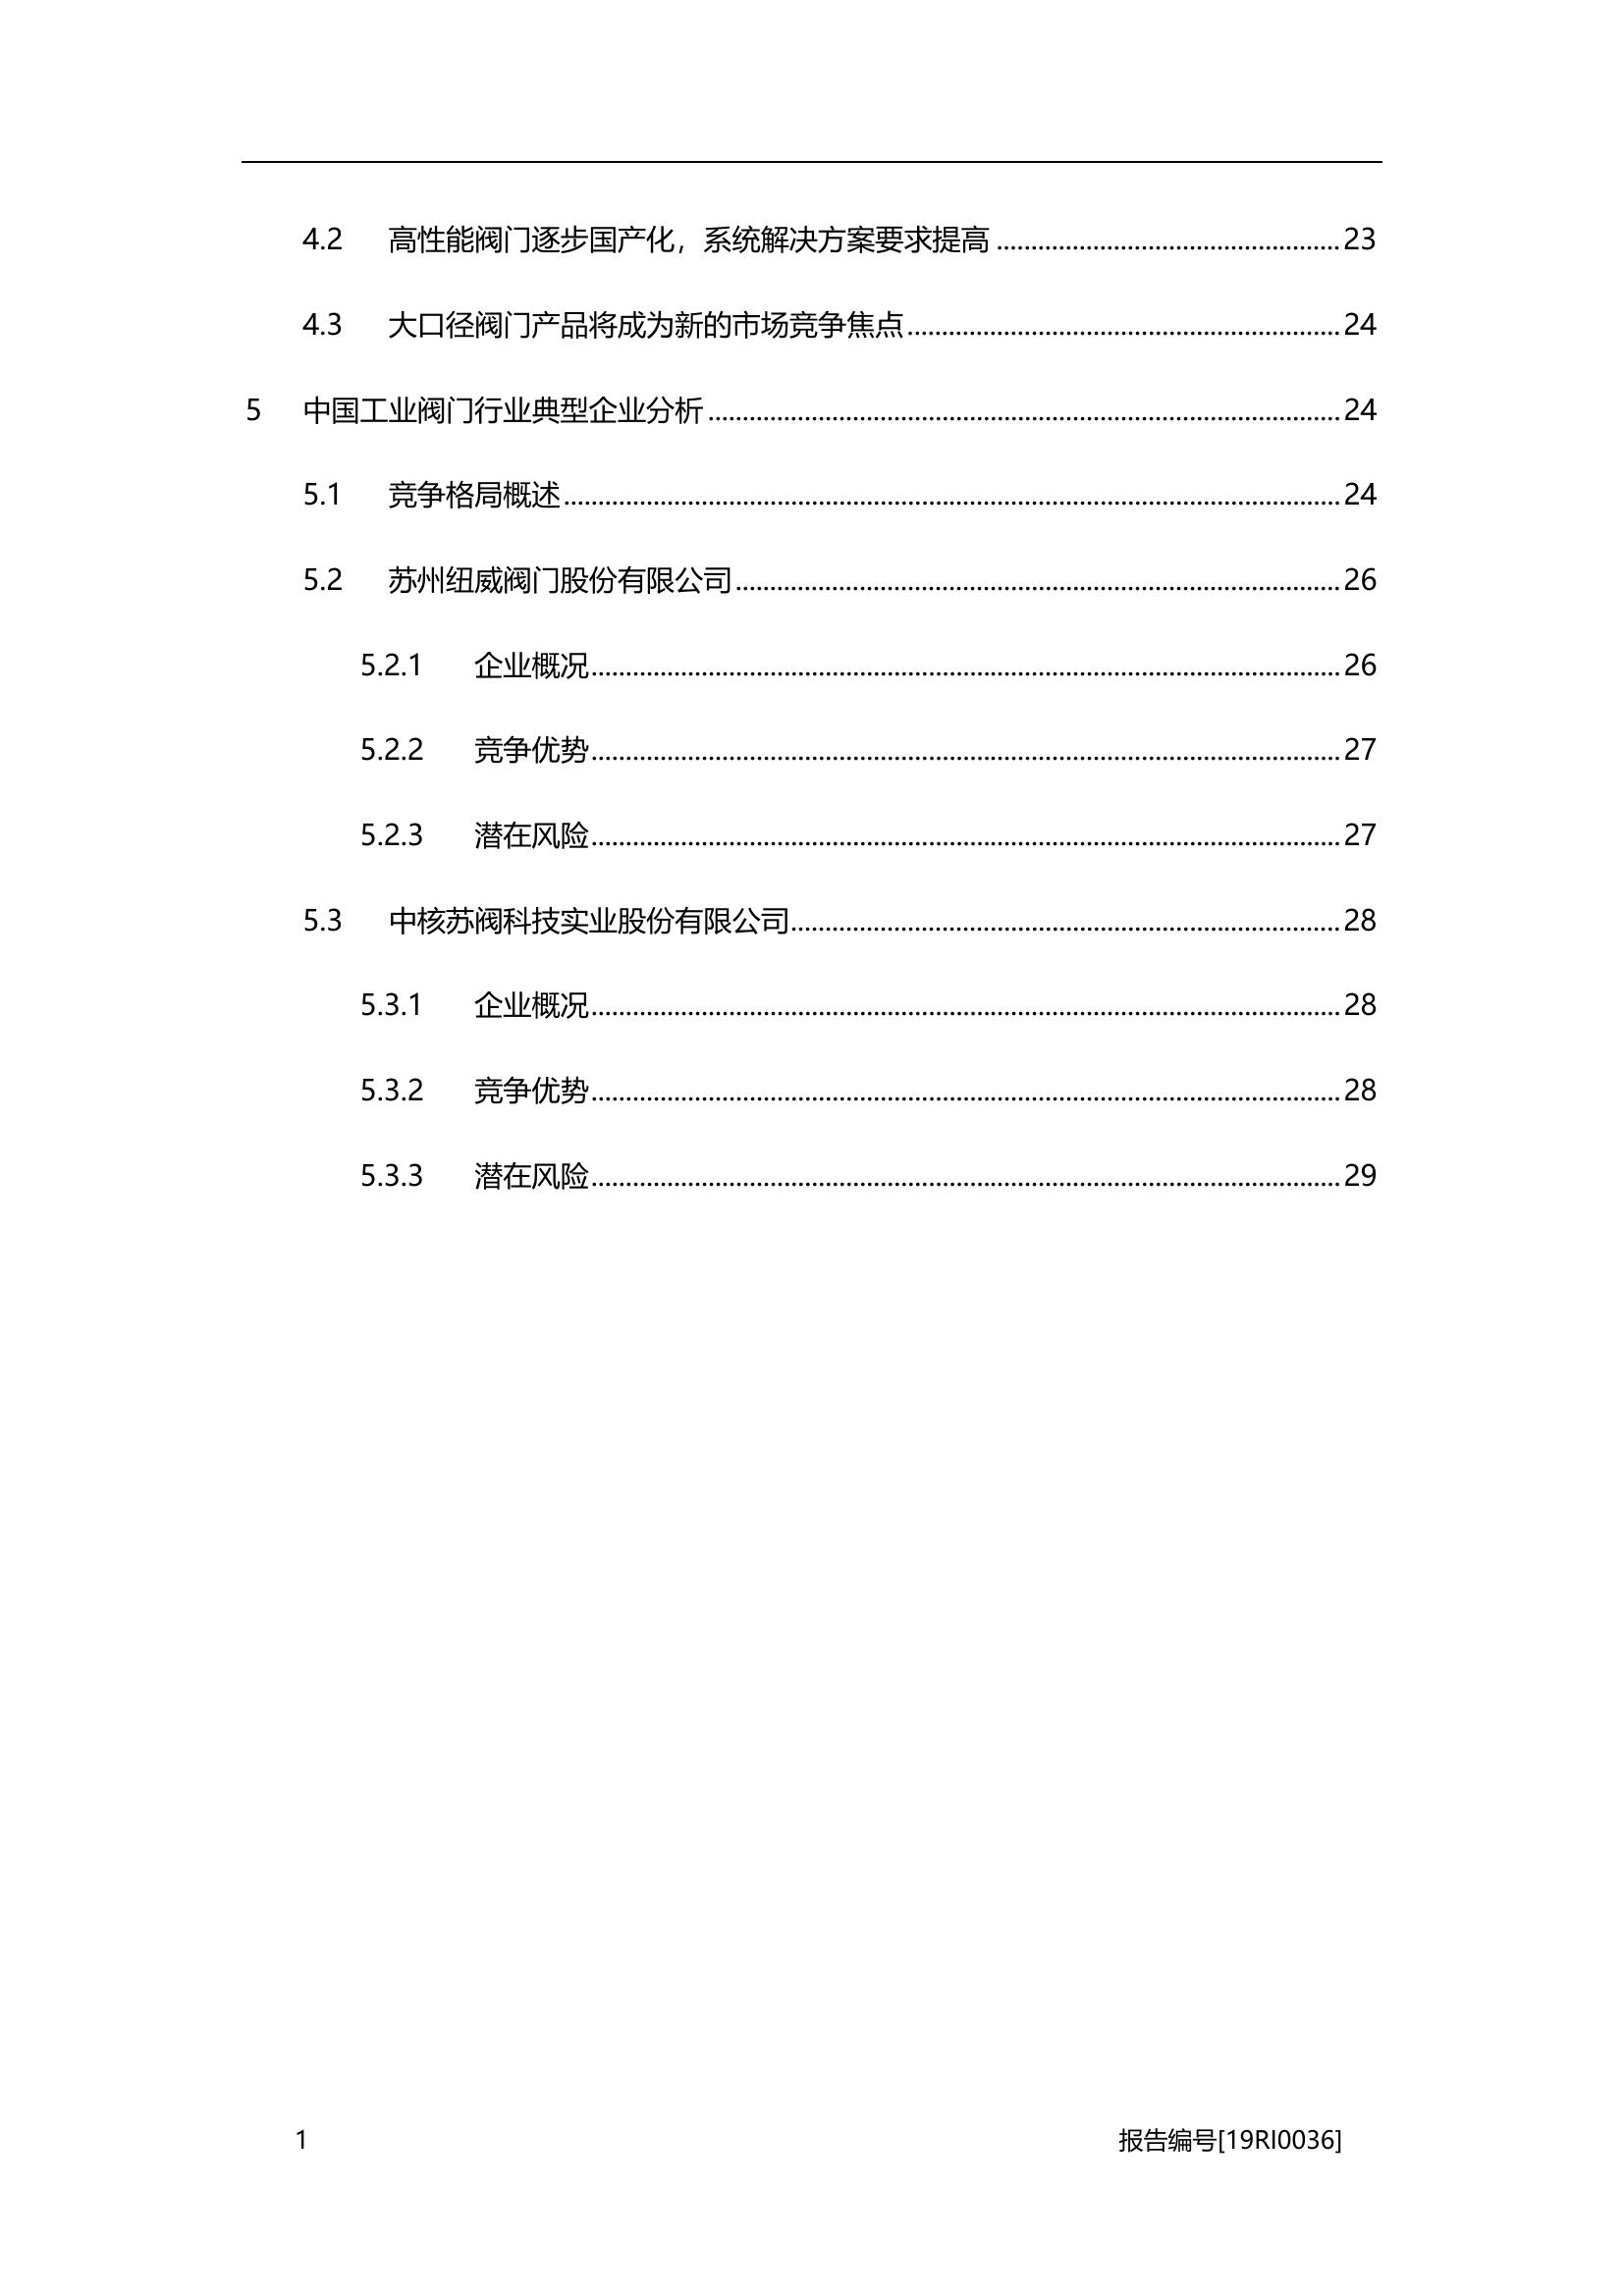 4.2 高性能阀门逐步国产化，系统解决方案要求提高 .................................................. 23
4.3 大口径阀门产品将成为新的市场竞争焦点 ............................................................... 24
5 中国工业阀门行业典型企业分析 ............................................................................................ 24
5.1 竞争格局概述 ................................................................................................................. 24
5.2 苏州纽威阀门股份有限公司 ........................................................................................ 26
5.2.1 企业概况 ............................................................................................................. 26
5.2.2 竞争优势 ............................................................................................................. 27
5.2.3 潜在风险 ............................................................................................................. 27
5.3 中核苏阀科技实业股份有限公司 ................................................................................ 28
5.3.1 企业概况 ............................................................................................................. 28
5.3.2 竞争优势 ............................................................................................................. 28
5.3.3 潜在风险 ............................................................................................................. 29
1 报告编号[19RI0036]